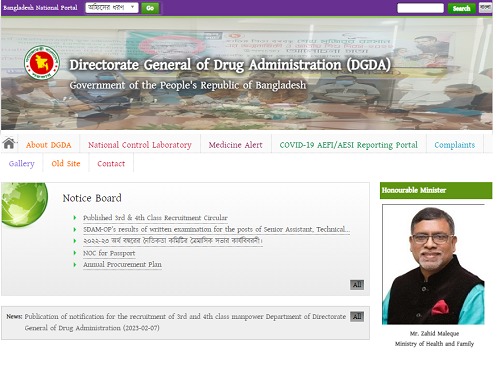 Bangladesh National Portal
অফিসের ধরণ
Go
Search
বাংলা
Directorate General of Drug Administration (DGDA)
Government of the People's Republic of Bangladesh
About DGDA
National Control Laboratory
Medicine Alert
COVID-19 AEFI/AESI Reporting Portal
Complaints
Gallery
Old Site
Contact
Notice Board
Published 3rd & 4th Class Recruitment Circular
SDAM-OP's results of written examination for the posts of Senior Assistant, Technical...
২০২২-২৩ অর্থ বছরের নৈতিকতা কমিটির ত্রৈমাসিক সভার কার্যবিবরণী।
NOC for Passport
Annual Procurement Plan
All
News: Publication of notification for the recruitment of 3rd and 4th class manpower Department of Directorate
General of Drug Administration (2023-02-07)
All
Honourable Minister
Mr. Zahid Maleque
Ministry of Health and Family